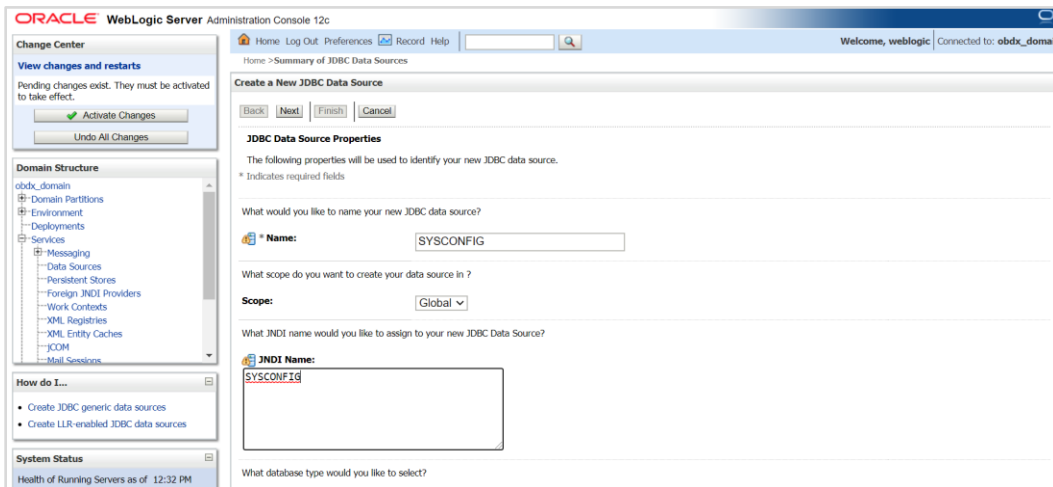 ORACLE WebLogic Server Administration Console 12c
Change Center
View changes and restarts
Pending changes exist. They must be activated
to take effect.
Activate Changes
Undo All Changes
Domain Structure
obdx_domain
Domain Partitions
Environment
Deployments
Services
Messaging
Data Sources
Persistent Stores
Foreign JNDI Providers
Work Contexts
XML Registries
XML Entity Caches
jCOM
Mail Sessions
How do I...
Create JDBC generic data sources
Create LLR-enabled JDBC data sources
System Status
Health of Running Servers as of 12:32 PM
Home Log Out Preferences Record Help
Welcome, weblogic Connected to: obdx_domai
Home >Summary of JDBC Data Sources
Create a New JDBC Data Source
Back Next Finish Cancel
JDBC Data Source Properties
The following properties will be used to identify your new JDBC data source.
* Indicates required fields
What would you like to name your new JDBC data source?
* Name: SYSCONFIG
What scope do you want to create your data source in ?
Scope: Global
What JNDI name would you like to assign to your new JDBC Data Source?
JNDI Name:
SYSCONFIG
What database type would you like to select?